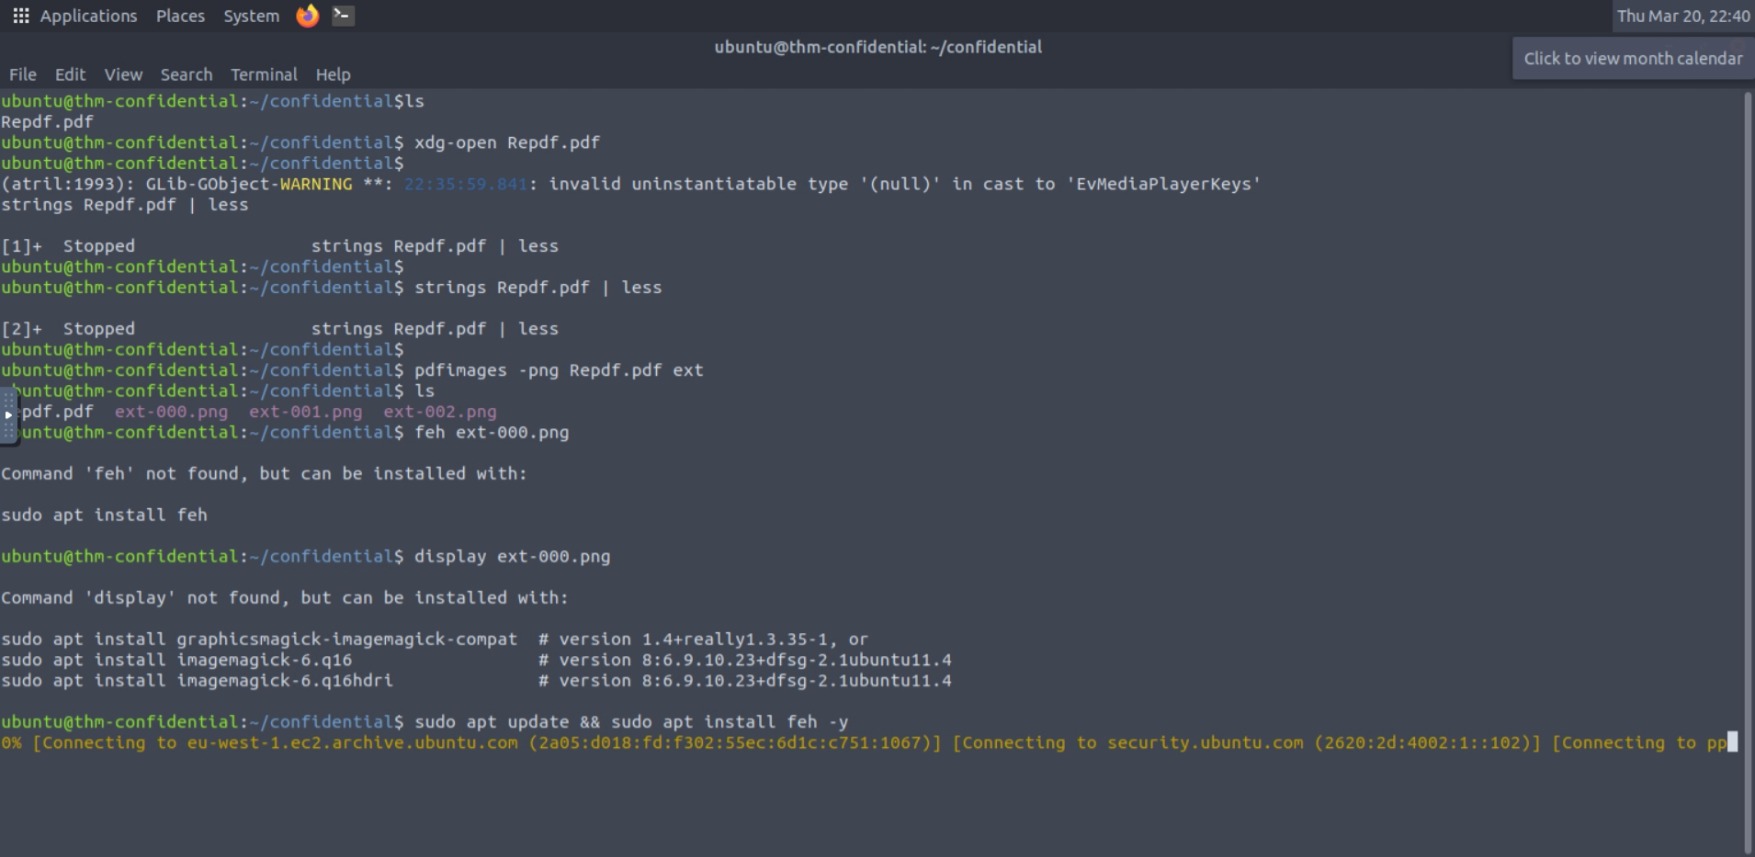 Applications Places System Thu Mar 20, 22:40
ubuntu@thm-confidential: ~/confidential
Click to view month calendar
File Edit View Search Terminal Help
ubuntu@thm-confidential:~/confidential$ls
Repdf.pdf
ubuntu@thm-confidential:~/confidential$ xdg-open Repdf.pdf
ubuntu@thm-confidential:~/confidential$
(atril:1993): GLib-GObject-WARNING **: 22:35:59.841: invalid uninstantiatable type '(null)' in cast to 'EvMediaPlayerKeys'
strings Repdf.pdf | less
[1]+  Stopped                 strings Repdf.pdf | less
ubuntu@thm-confidential:~/confidential$
ubuntu@thm-confidential:~/confidential$ strings Repdf.pdf | less
[2]+  Stopped                 strings Repdf.pdf | less
ubuntu@thm-confidential:~/confidential$
ubuntu@thm-confidential:~/confidential$ pdfimages -png Repdf.pdf ext
buntu@thm-confidential:~/confidential$ ls
epdf.pdf  ext-000.png  ext-001.png  ext-002.png
untu@thm-confidential:~/confidential$ feh ext-000.png
Command 'feh' not found, but can be installed with:
sudo apt install feh
ubuntu@thm-confidential:~/confidential$ display ext-000.png
Command 'display' not found, but can be installed with:
sudo apt install graphicsmagick-imagemagick-compat  # version 1.4+really1.3.35-1, or
sudo apt install imagemagick-6.q16                  # version 8:6.9.10.23+dfsg-2.1ubuntu11.4
sudo apt install imagemagick-6.q16hdri              # version 8:6.9.10.23+dfsg-2.1ubuntu11.4
ubuntu@thm-confidential:~/confidential$ sudo apt update && sudo apt install feh -y
0% [Connecting to eu-west-1.ec2.archive.ubuntu.com (2a05:d018:fd:f302:55ec:6d1c:c751:1067)] [Connecting to security.ubuntu.com (2620:2d:4002:1::102)] [Connecting to pp